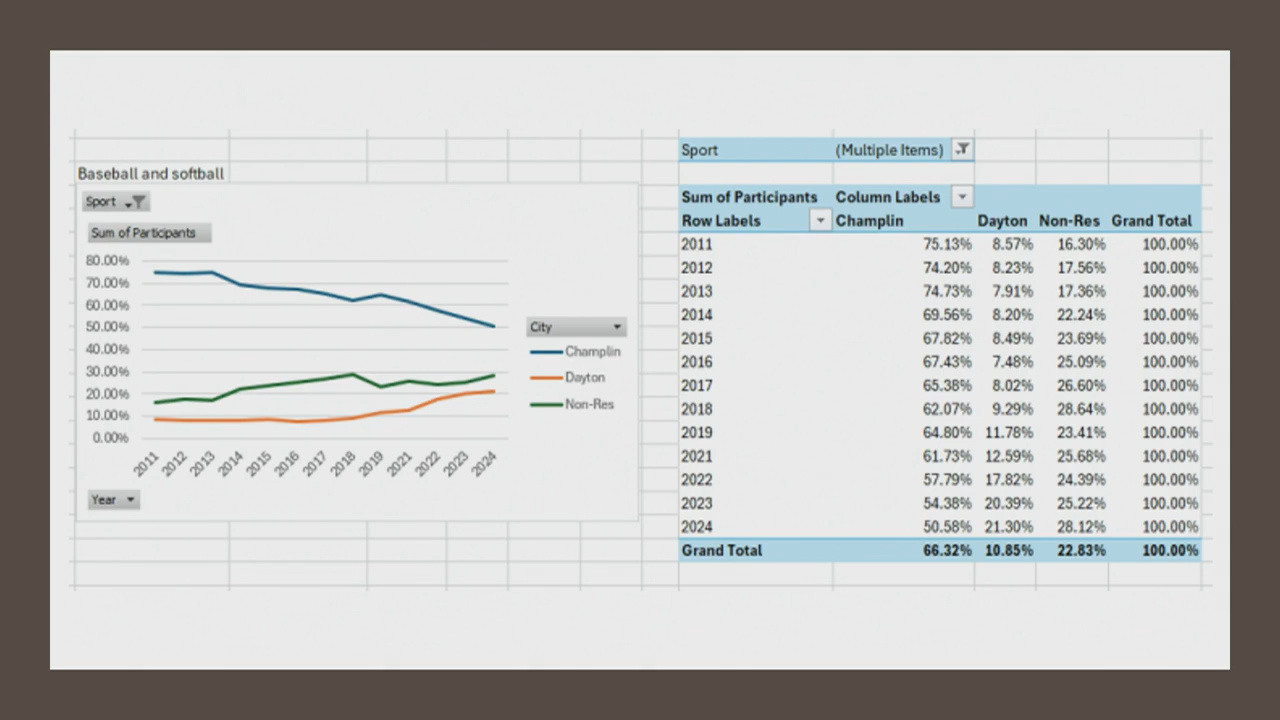 Baseball and softball
Sport
Sum of Participants
80.00%
70.00%
60.00%
50.00%
40.00%
30.00%
20.00%
10.00%
0.00%
2011 2012 2013 2014 2015 2016 2017 2018 2019 2021 2022 2023 2024
Year
City
Champlin
Dayton
Non-Res
Sport (Multiple Items)
Sum of Participants Column Labels
Row Labels Champlin Dayton Non-Res Grand Total
2011 75.13% 8.57% 16.30% 100.00%
2012 74.20% 8.23% 17.56% 100.00%
2013 74.73% 7.91% 17.36% 100.00%
2014 69.56% 8.20% 22.24% 100.00%
2015 67.82% 8.49% 23.69% 100.00%
2016 67.43% 7.48% 25.09% 100.00%
2017 65.38% 8.02% 26.60% 100.00%
2018 62.07% 9.29% 28.64% 100.00%
2019 64.80% 11.78% 23.41% 100.00%
2021 61.73% 12.59% 25.68% 100.00%
2022 57.79% 17.82% 24.39% 100.00%
2023 54.38% 20.39% 25.22% 100.00%
2024 50.58% 21.30% 28.12% 100.00%
Grand Total 66.32% 10.85% 22.83% 100.00%